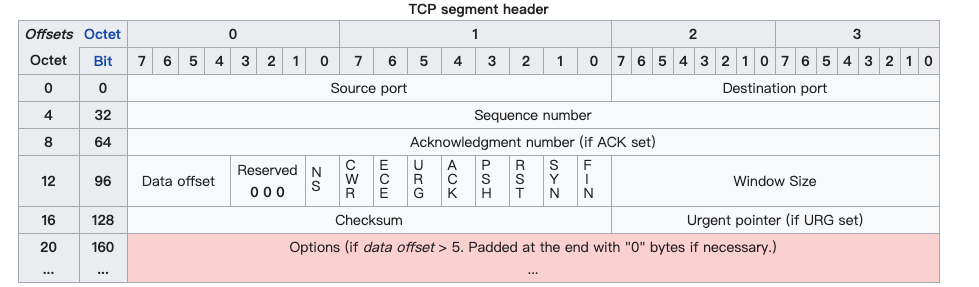 TCP segment header
Offsets Octet 0 1 2 3
Octet Bit 7 6 5 4 3 2 1 0 7 6 5 4 3 2 1 0 7 6 5 4 3 2 1 0 7 6 5 4 3 2 1 0
0 0 Source port Destination port
4 32 Sequence number
8 64 Acknowledgment number (if ACK set)
12 96 Data offset Reserved 0 0 0 NS CWR ECE URG ACK PSH RST SYN FIN Window Size
16 128 Checksum Urgent pointer (if URG set)
20 160 Options (if data offset > 5. Padded at the end with "0" bytes if necessary.)
... ... ...